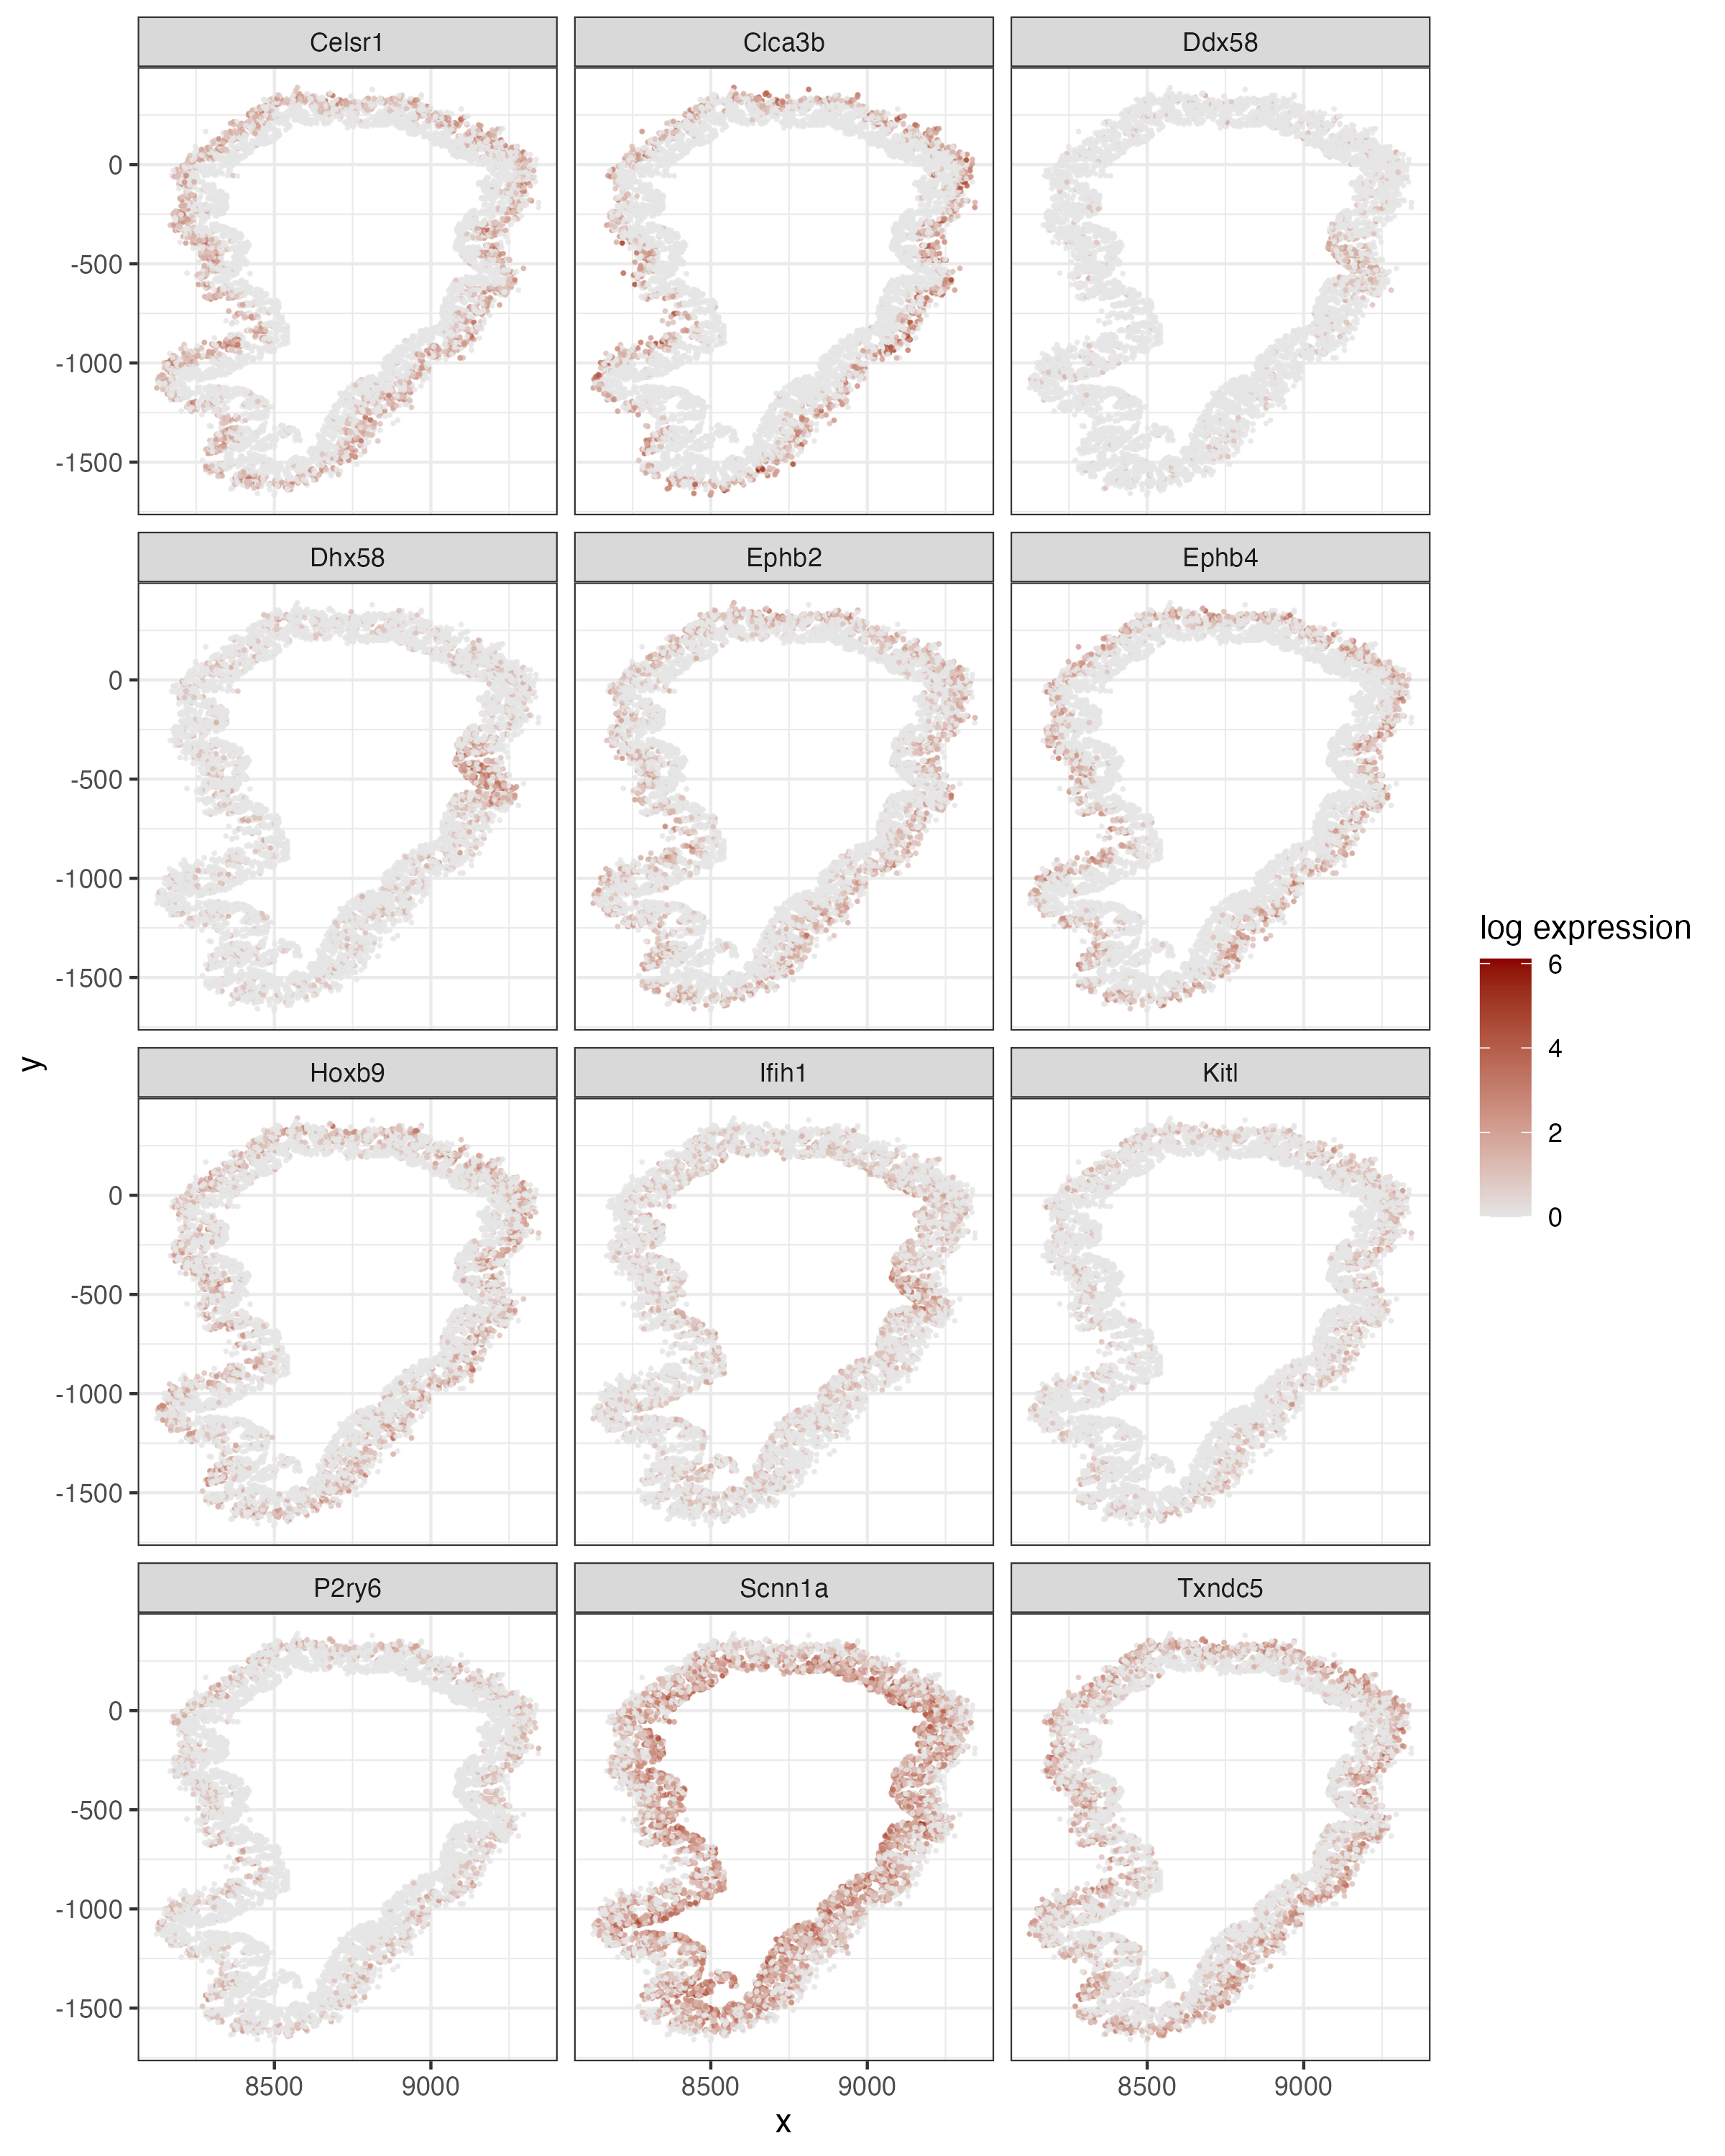 Celsr1 Clca3b Ddx58
0
-500
-1000
-1500
Dhx58 Ephb2 Ephb4
0
-500
-1000
-1500
log expression
6
4
2
0
y
Hoxb9 Ifih1 Kitl
0
-500
-1000
-1500
P2ry6 Scnn1a Txndc5
0
-500
-1000
-1500
8500 9000 8500 9000 8500 9000
x